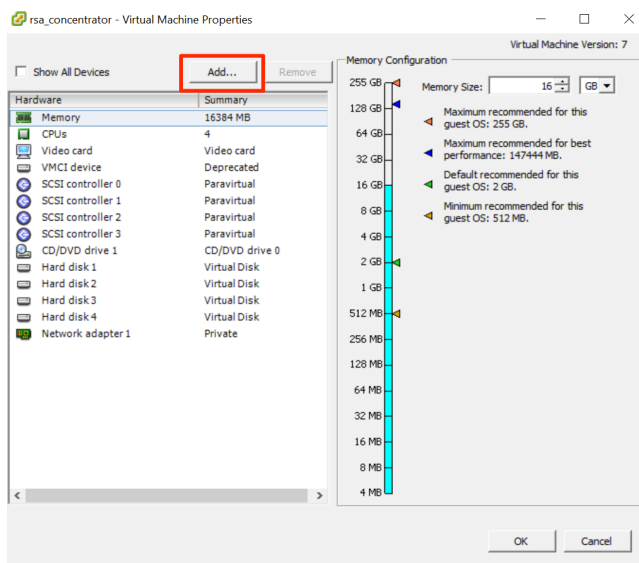 rsa_concentrator - Virtual Machine Properties
Virtual Machine Version: 7
Show All Devices
Add...
Remove
Hardware Summary
Memory 16384 MB
CPUs 4
Video card Video card
VMCI device Deprecated
SCSI controller 0 Paravirtual
SCSI controller 1 Paravirtual
SCSI controller 2 Paravirtual
SCSI controller 3 Paravirtual
CD/DVD drive 1 CD/DVD drive 0
Hard disk 1 Virtual Disk
Hard disk 2 Virtual Disk
Hard disk 3 Virtual Disk
Hard disk 4 Virtual Disk
Network adapter 1 Private
Memory Configuration
255 GB
128 GB
64 GB
32 GB
16 GB
8 GB
4 GB
2 GB
1 GB
512 MB
256 MB
128 MB
64 MB
32 MB
16 MB
8 MB
4 MB
Memory Size: 16 GB
Maximum recommended for this
guest OS: 255 GB.
Maximum recommended for best
performance: 147444 MB.
Default recommended for this
guest OS: 2 GB.
Minimum recommended for this
guest OS: 512 MB.
OK
Cancel